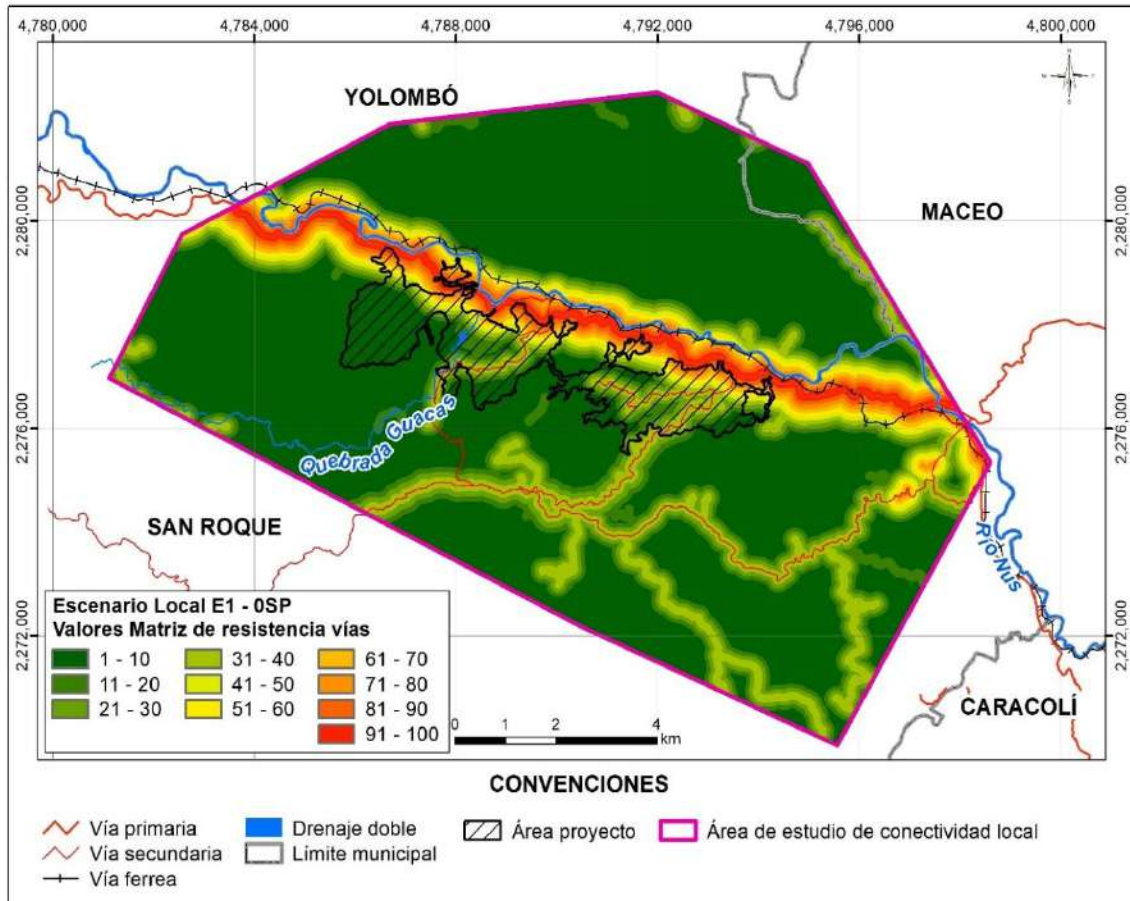 4,780,000 4,784,000 4,788,000 4,792,000 4,796,000 4,800,000
YOLOMBÓ
2,280,000 2,280,000
MACEO
2,276,000 2,276,000
Quebrada Guacas
SAN ROQUE
Río Nus
2,272,000 2,272,000
CARACOLÍ
Escenario Local E1 - 0SP
Valores Matriz de resistencia vías
1 - 10 31 - 40 61 - 70
11 - 20 41 - 50 71 - 80
21 - 30 51 - 60 81 - 90
91 - 100
0 1 2 4
km
CONVENCIONES
Vía primaria Drenaje doble Área proyecto Área de estudio de conectividad local
Vía secundaria Límite municipal
Vía ferrea